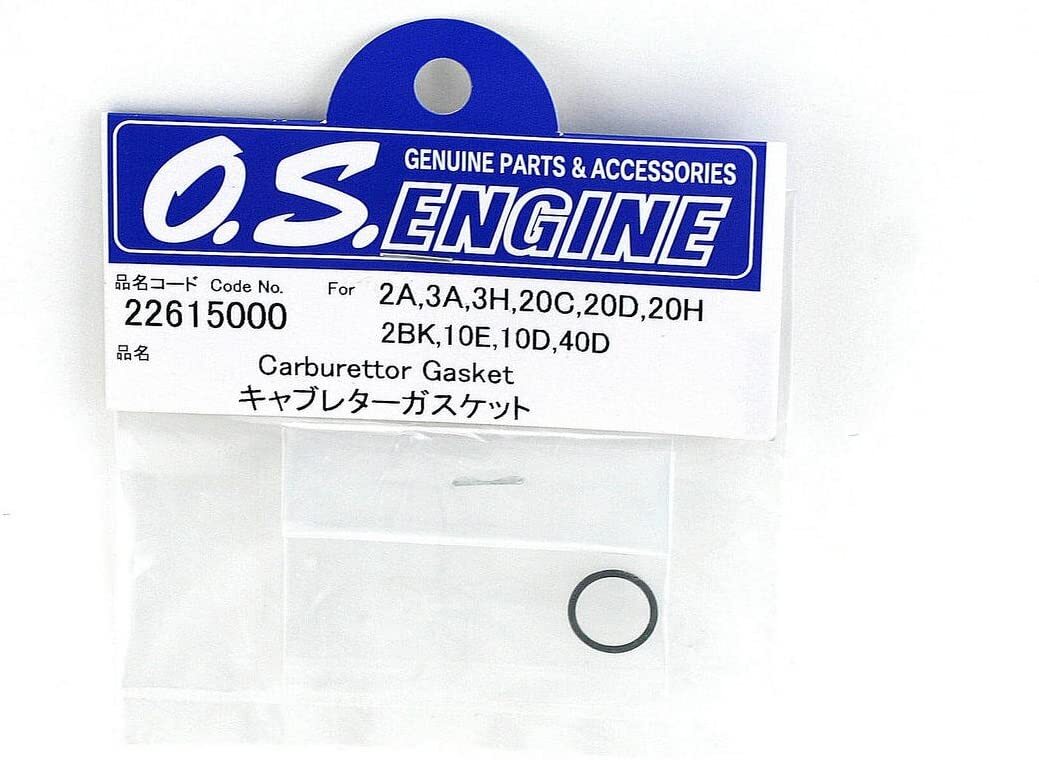 GENUINE PARTS & ACCESSORIES
O.S. ENGINE
品名コード Code No. For 2A,3A,3H,20C,20D,20H
22615000 2BK,10E,10D,40D
品名
Carburettor Gasket
キャブレターガスケット